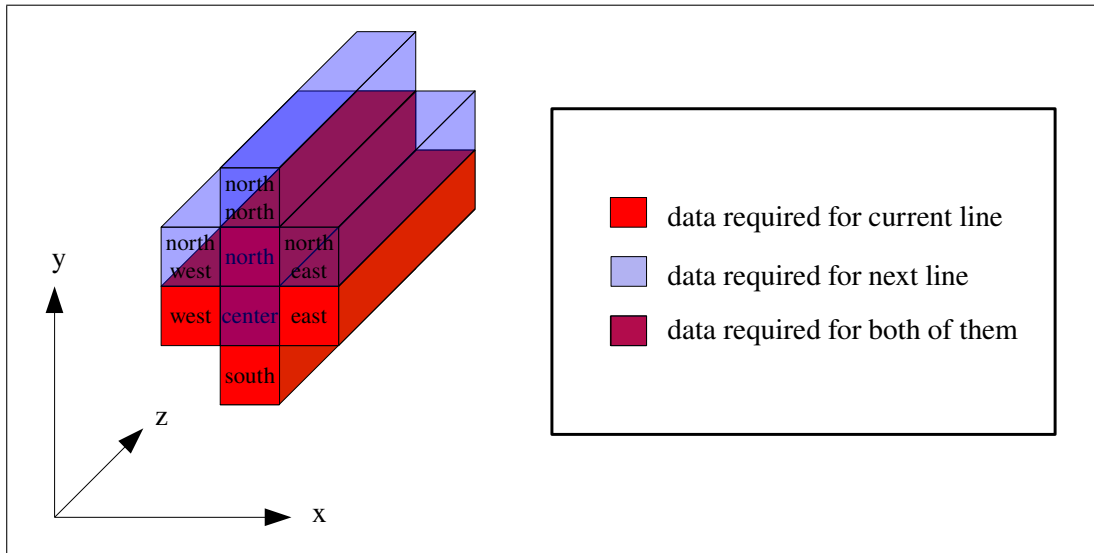 north
north
north
west
north
north
east
west
center
east
south
y
z
x
data required for current line
data required for next line
data required for both of them